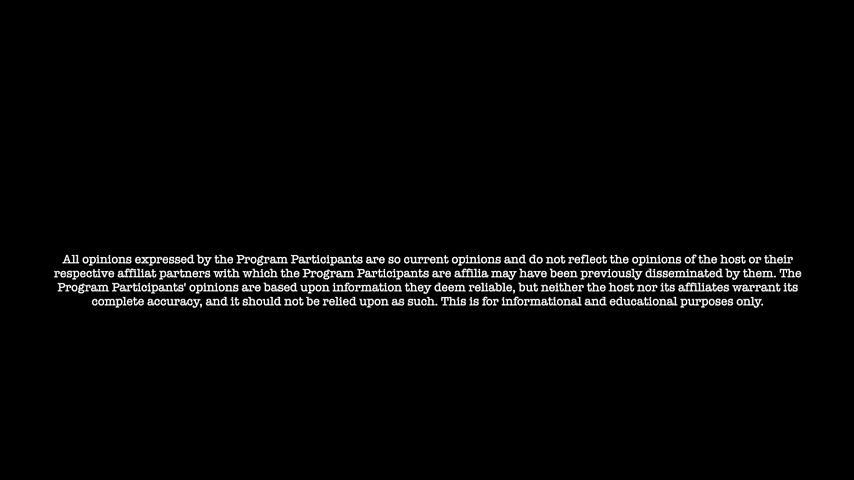 All opinions expressed by the Program Participants are so current opinions and do not reflect the opinions of the host or their
respective affiliat partners with which the Program Participants are affilia may have been previously disseminated by them. The
Program Participants' opinions are based upon information they deem reliable, but neither the host nor its affiliates warrant its
complete accuracy, and it should not be relied upon as such. This is for informational and educational purposes only.